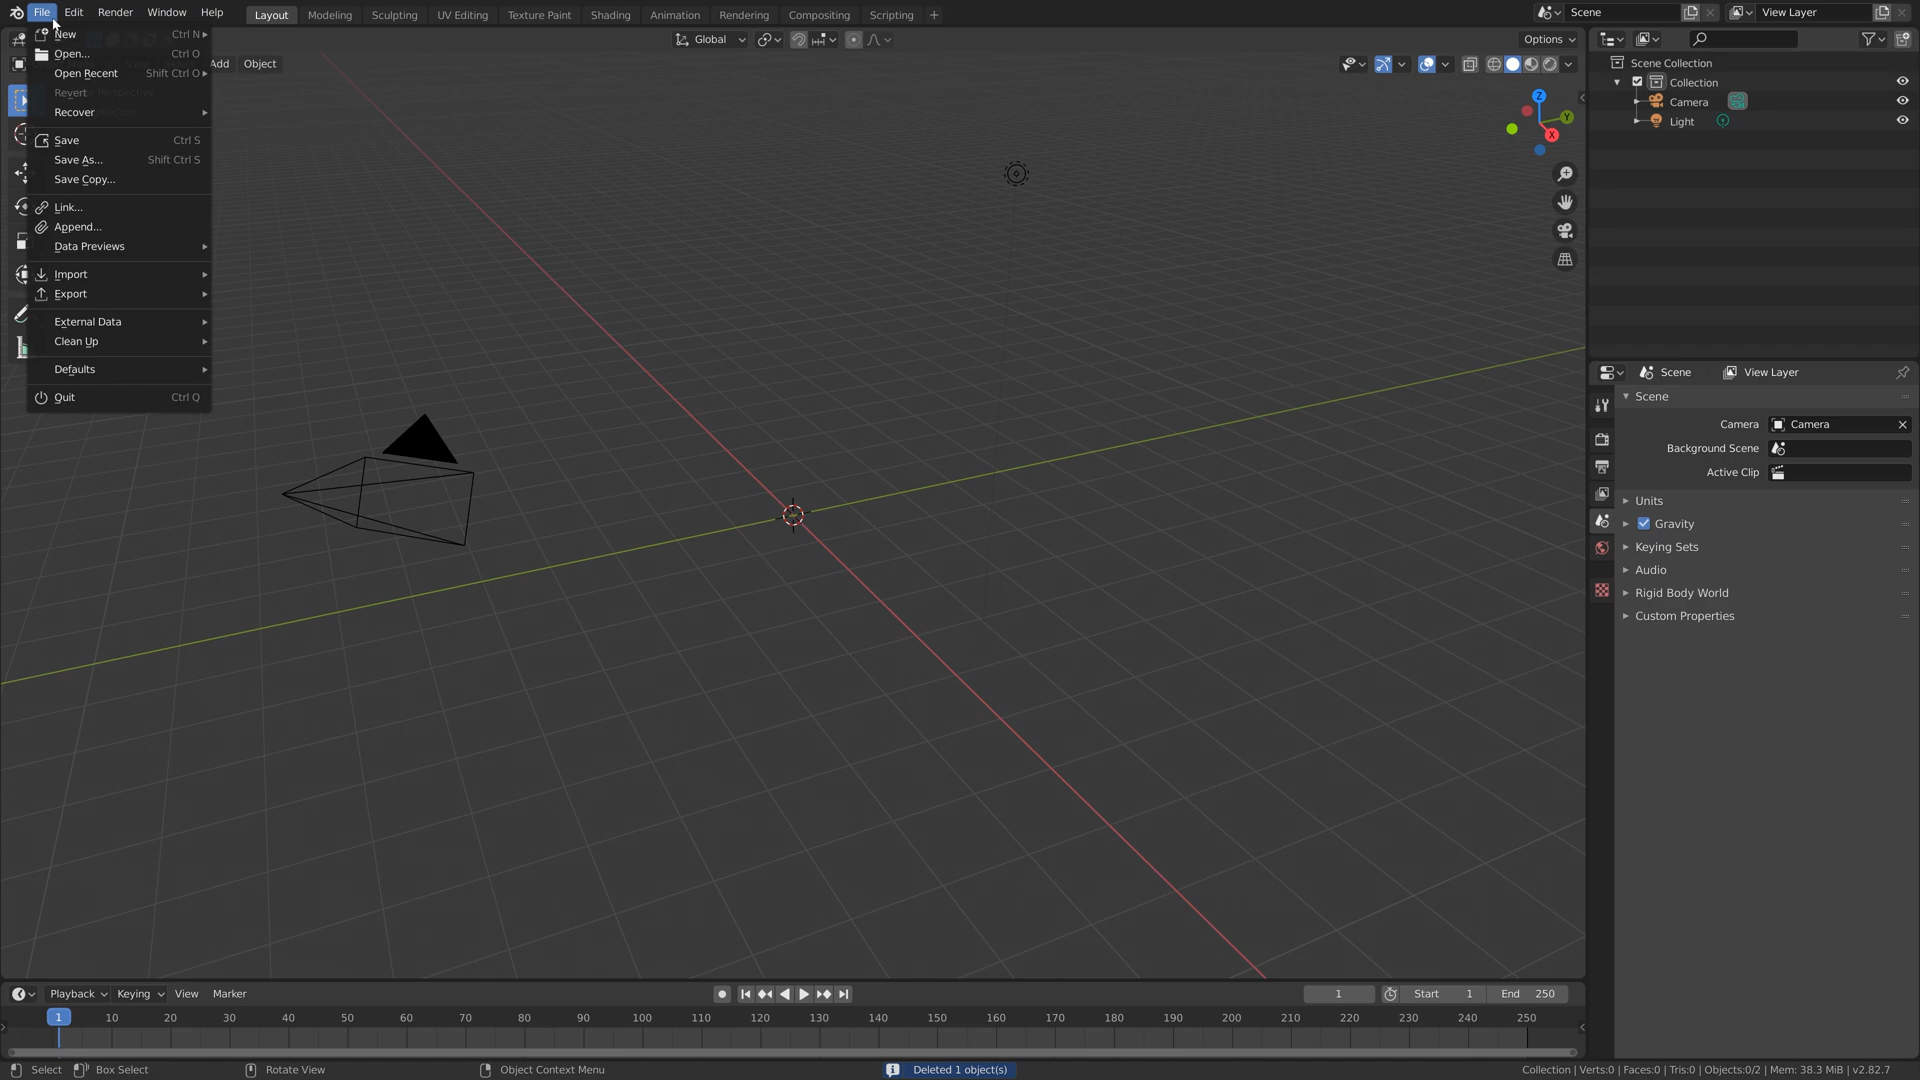 File Edit Render Window Help Layout Modeling Sculpting UV Editing Texture Paint Shading Animation Rendering Compositing Scripting + Scene View Layer
New Ctrl N
Open... Ctrl O
Open Recent Shift Ctrl O
Revert
Recover
Save Ctrl S
Save As... Shift Ctrl S
Save Copy...
Link...
Append...
Data Previews
Import
Export
External Data
Clean Up
Defaults
Quit Ctrl Q
Global
Options
Add Object
Z
Y
X
Scene Collection
Collection
Camera
Light
Scene View Layer
Scene
Camera Camera
Background Scene
Active Clip
Units
Gravity
Keying Sets
Audio
Rigid Body World
Custom Properties
Playback Keying View Marker 1 Start 1 End 250
1 10 20 30 40 50 60 70 80 90 100 110 120 130 140 150 160 170 180 190 200 210 220 230 240 250
Select Box Select Rotate View Object Context Menu Deleted 1 object(s) Collection | Verts:0 | Faces:0 | Tris:0 | Objects:0/2 | Mem: 38.3 MiB | v2.82.7